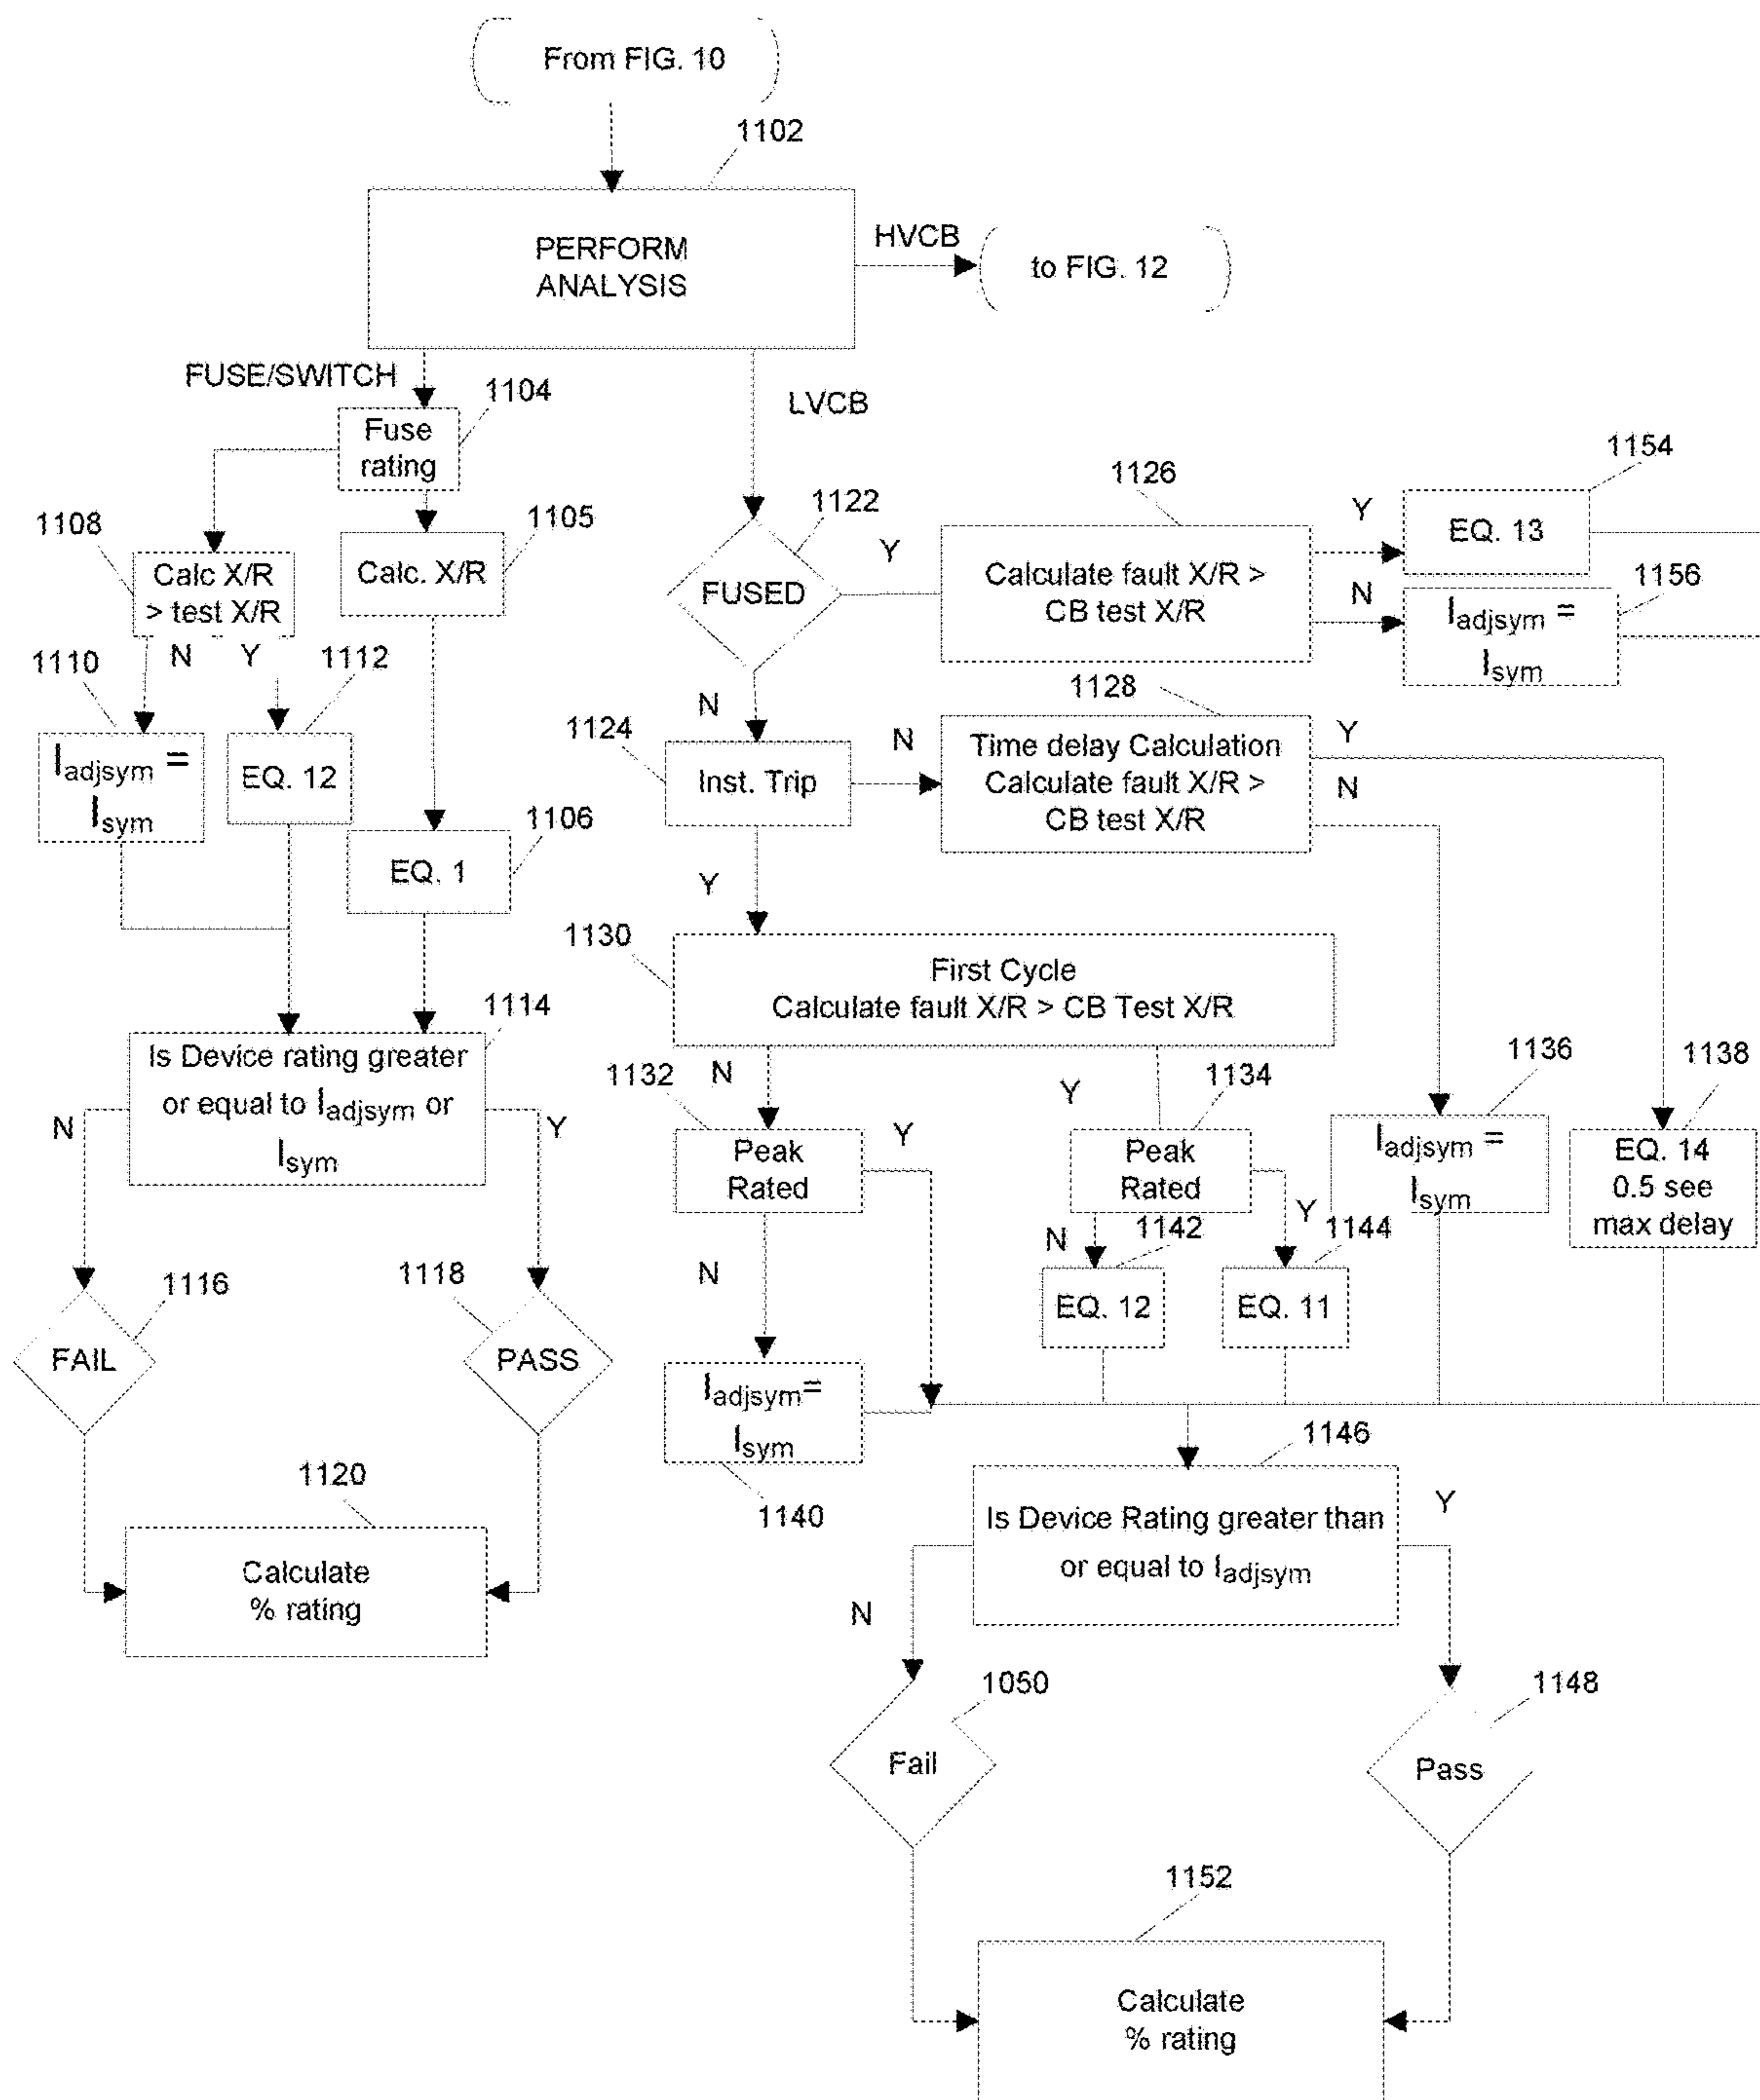 From FIG. 10
1102
PERFORM
ANALYSIS
HVCB
to FIG. 12
FUSE/SWITCH
1104
LVCB
Fuse
rating
1154
1126
1108
1105
1122
Y
EQ. 13
Calc X/R
> test X/R
Calc. X/R
FUSED
Y
Calculate fault X/R >
CB test X/R
1156
N
Iadjsym =
Isym
1110
N
Y
1112
1128
N
1124
Iadjsym =
Isym
EQ. 12
Inst. Trip
N
Time delay Calculation
Calculate fault X/R >
CB test X/R
Y
N
1106
EQ. 1
Y
1130
First Cycle
Calculate fault X/R > CB Test X/R
1114
Is Device rating greater
or equal to Iadjsym or
Isym
N
Y
1132
N
Y
1134
1136
1138
Peak
Rated
Y
Peak
Rated
Iadjsym =
Isym
EQ. 14
0.5 see
max delay
N
1142
Y
1144
1116
1118
N
EQ. 12
EQ. 11
FAIL
PASS
Iadjsym=
Isym
1140
1146
1120
Is Device Rating greater than
or equal to Iadjsym
Y
N
Calculate
% rating
1050
1148
Fail
Pass
1152
Calculate
% rating